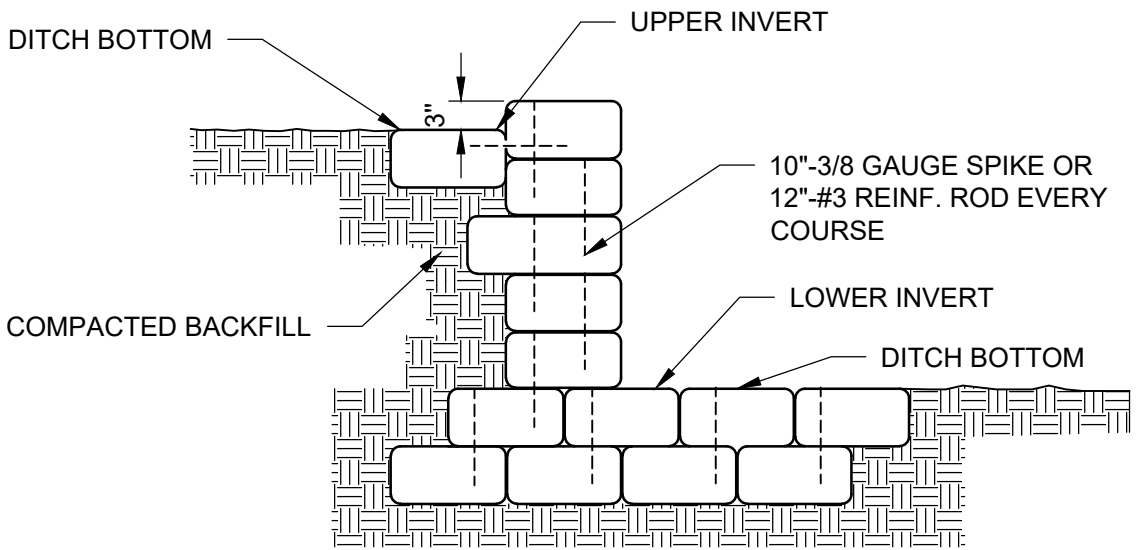 UPPER INVERT
DITCH BOTTOM
3"
10"-3/8 GAUGE SPIKE OR
12"-#3 REINF. ROD EVERY
COURSE
LOWER INVERT
COMPACTED BACKFILL
DITCH BOTTOM